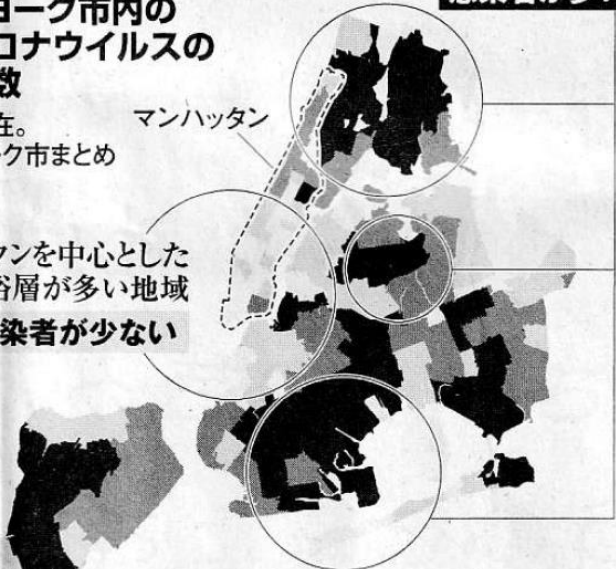 ヨーク市内の
ロナウイルスの
数
在。
ーク市まとめ
マンハッタン
タンを中心とした
裕層が多い地域
染者が少ない